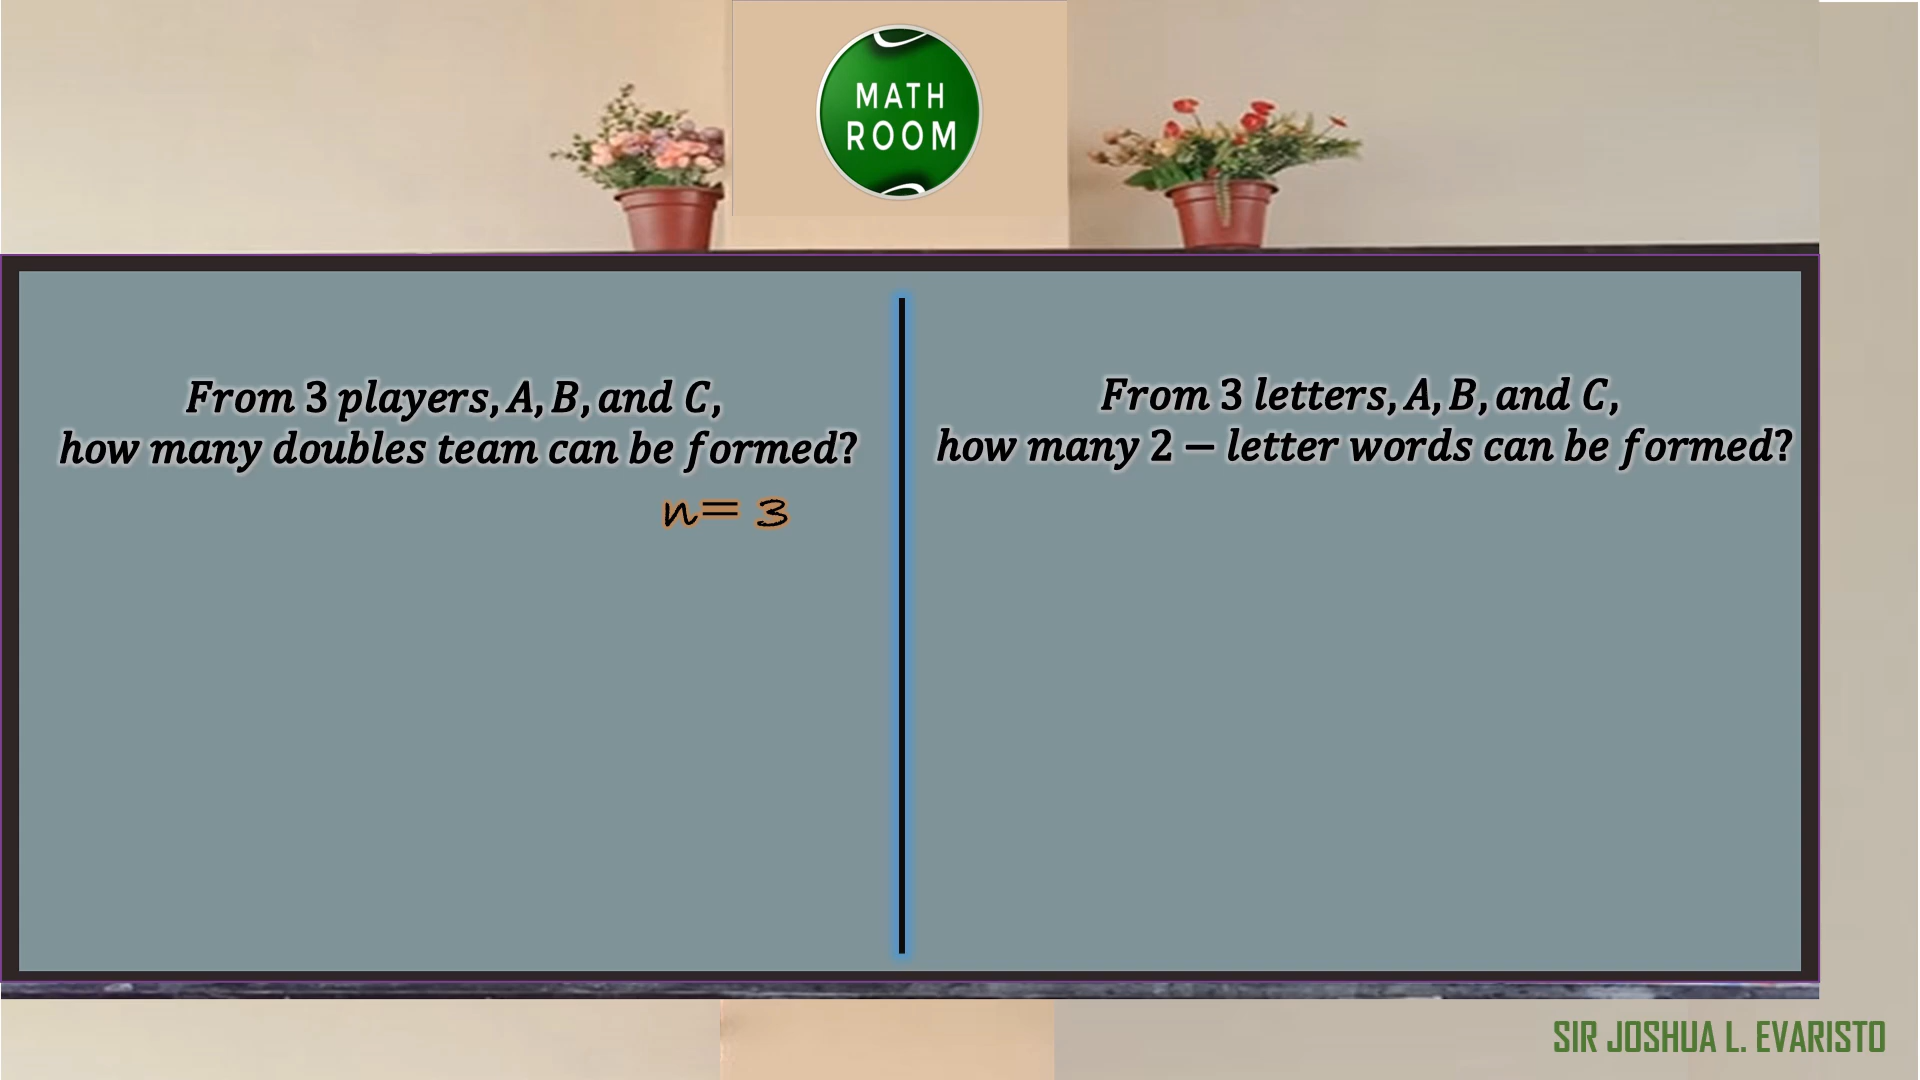 MATH
ROOM
From 3 players, A, B, and C,
how many doubles team can be formed?
n= 3
From 3 letters, A, B, and C,
how many 2 − letter words can be formed?
SIR JOSHUA L. EVARISTO